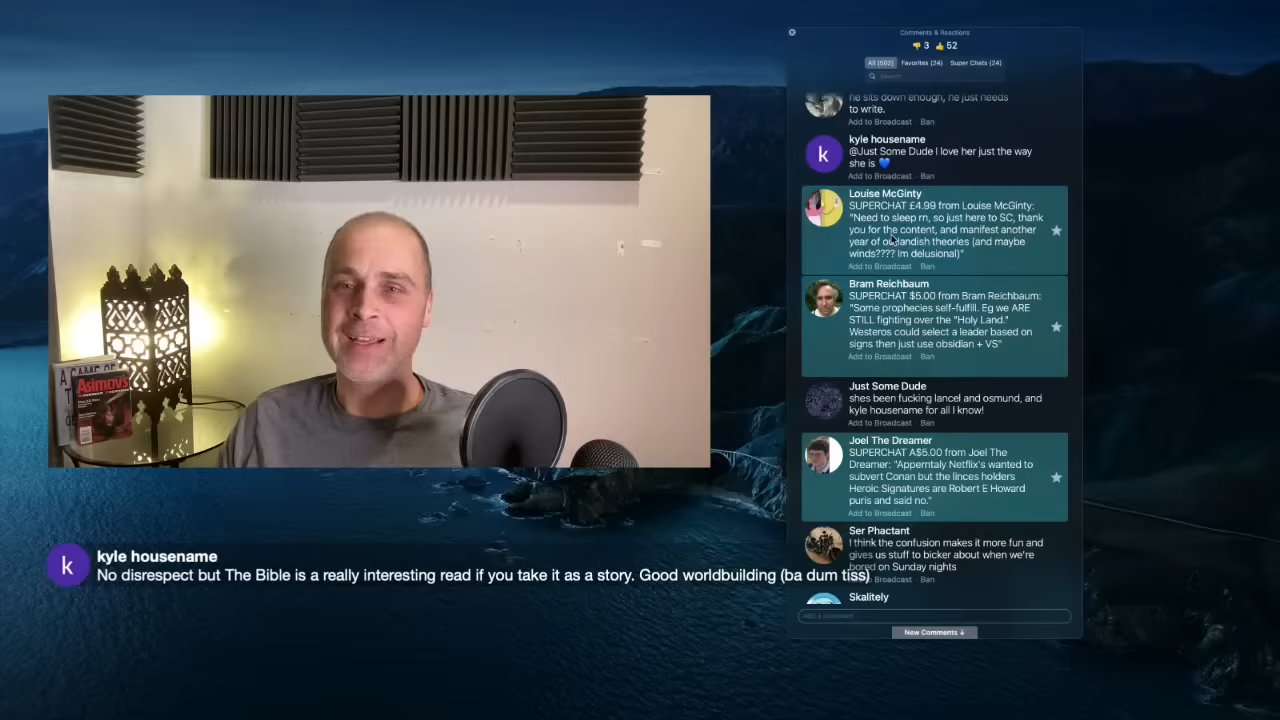 Comments & Reactions
👎 3 👍 52
All (502) Favorites (24) Super Chats (24)
Search
he sits down enough, he just needs
to write.
Add to Broadcast Ban
k
kyle housename
@Just Some Dude I love her just the way
she is 💙
Add to Broadcast Ban
Louise McGinty
SUPERCHAT £4.99 from Louise McGinty:
"Need to sleep rn, so just here to SC, thank
you for the content, and manifest another
year of outlandish theories (and maybe
winds???? Im delusional)"
Add to Broadcast Ban
Bram Reichbaum
SUPERCHAT $5.00 from Bram Reichbaum:
"Some prophecies self-fulfill. Eg we ARE
STILL fighting over the "Holy Land."
Westeros could select a leader based on
signs then just use obsidian + VS"
Add to Broadcast Ban
Just Some Dude
shes been fucking lancel and osmund, and
kyle housename for all I know!
Add to Broadcast Ban
Joel The Dreamer
SUPERCHAT A$5.00 from Joel The
Dreamer: "Apperntaly Netflix's wanted to
subvert Conan but the linces holders
Heroic Signatures are Robert E Howard
puris and said no."
Add to Broadcast Ban
Ser Phactant
I think the confusion makes it more fun and
gives us stuff to bicker about when we're
bored on Sunday nights
Add to Broadcast Ban
Skalitely
Add a comment
New Comments ↓
A GAME OF
Asimov's
k
kyle housename
No disrespect but The Bible is a really interesting read if you take it as a story. Good worldbuilding (ba dum tiss)